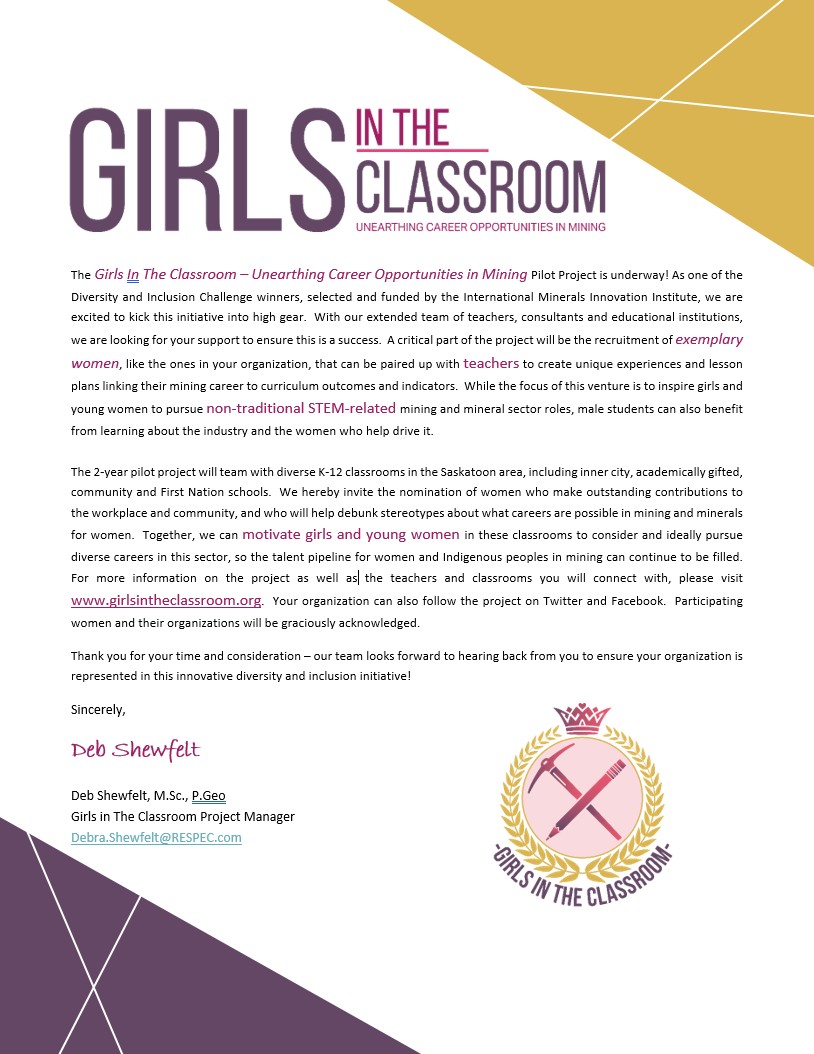 GIRLS IN THE
CLASSROOM
UNEARTHING CAREER OPPORTUNITIES IN MINING
The Girls In The Classroom – Unearthing Career Opportunities in Mining Pilot Project is underway! As one of the
Diversity and Inclusion Challenge winners, selected and funded by the International Minerals Innovation Institute, we are
excited to kick this initiative into high gear. With our extended team of teachers, consultants and educational institutions,
we are looking for your support to ensure this is a success. A critical part of the project will be the recruitment of exemplary
women, like the ones in your organization, that can be paired up with teachers to create unique experiences and lesson
plans linking their mining career to curriculum outcomes and indicators. While the focus of this venture is to inspire girls and
young women to pursue non-traditional STEM-related mining and mineral sector roles, male students can also benefit
from learning about the industry and the women who help drive it.
The 2-year pilot project will team with diverse K-12 classrooms in the Saskatoon area, including inner city, academically gifted,
community and First Nation schools. We hereby invite the nomination of women who make outstanding contributions to
the workplace and community, and who will help debunk stereotypes about what careers are possible in mining and minerals
for women. Together, we can motivate girls and young women in these classrooms to consider and ideally pursue
diverse careers in this sector, so the talent pipeline for women and Indigenous peoples in mining can continue to be filled.
For more information on the project as well as the teachers and classrooms you will connect with, please visit
www.girlsintheclassroom.org. Your organization can also follow the project on Twitter and Facebook. Participating
women and their organizations will be graciously acknowledged.
Thank you for your time and consideration – our team looks forward to hearing back from you to ensure your organization is
represented in this innovative diversity and inclusion initiative!
Sincerely,
Deb Shewfelt
Deb Shewfelt, M.Sc., P.Geo
Girls in The Classroom Project Manager
Debra.Shewfelt@RESPEC.com
-GIRLS IN THE CLASSROOM-